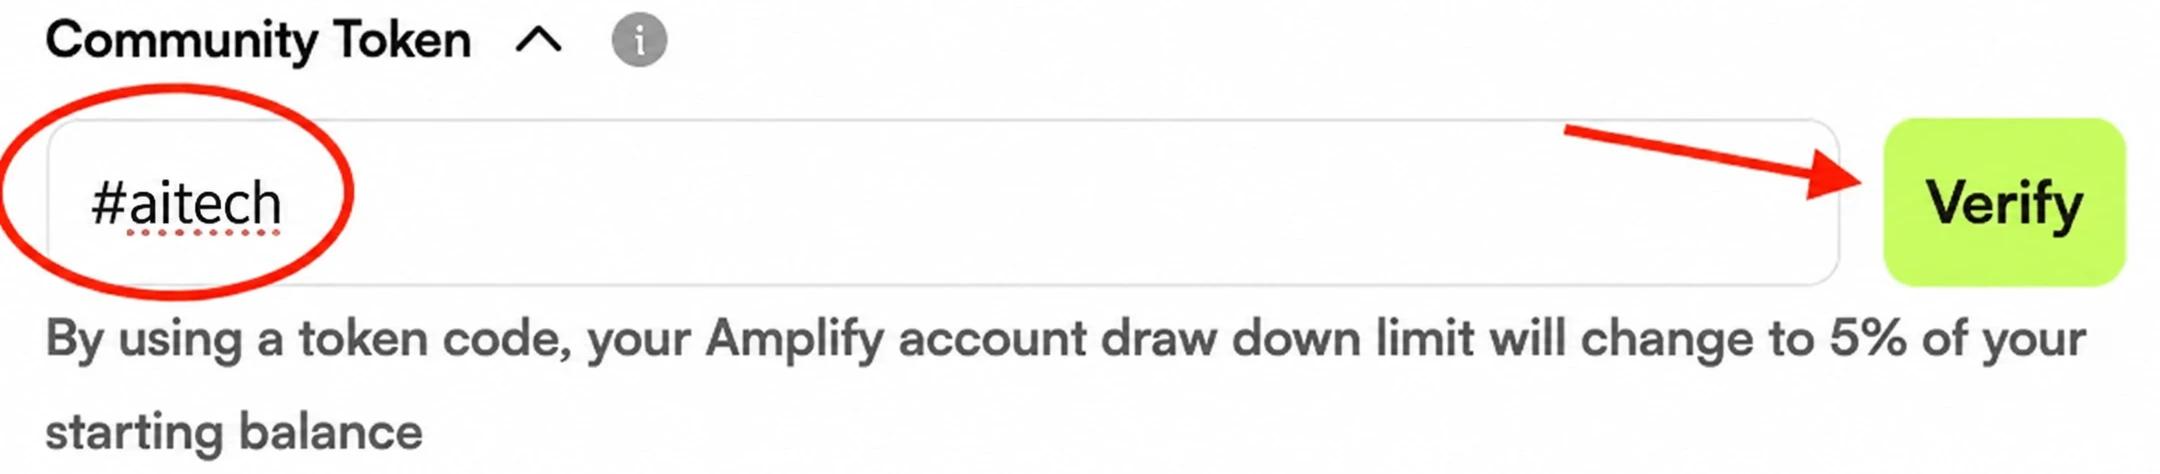 Community Token
#aitech
Verify
By using a token code, your Amplify account draw down limit will change to 5% of your
starting balance